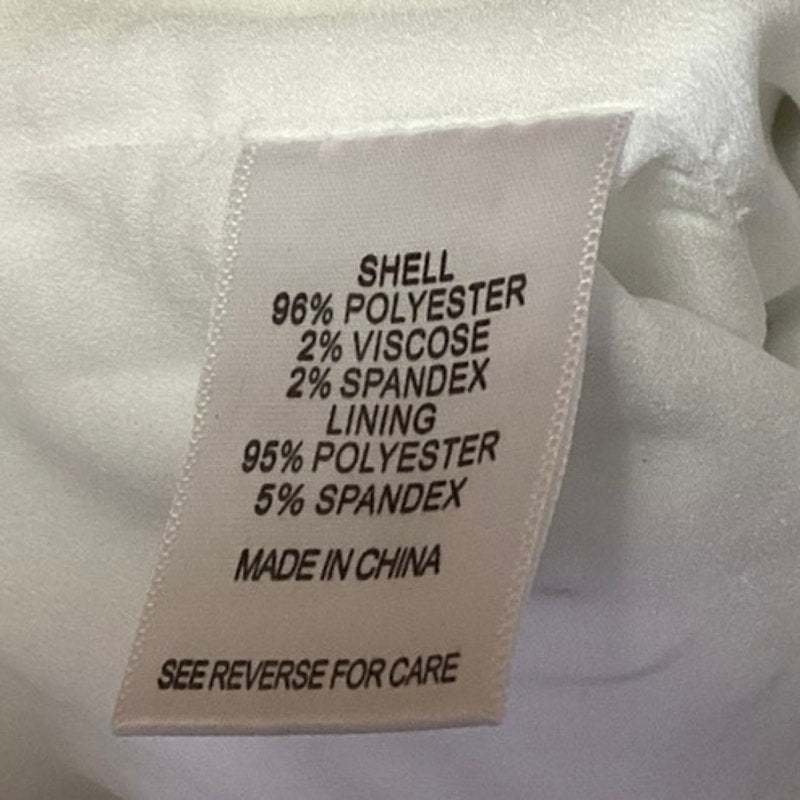 SHELL
96% POLYESTER
2% VISCOSE
2% SPANDEX
LINING
95% POLYESTER
5% SPANDEX
MADE IN CHINA
SEE REVERSE FOR CARE